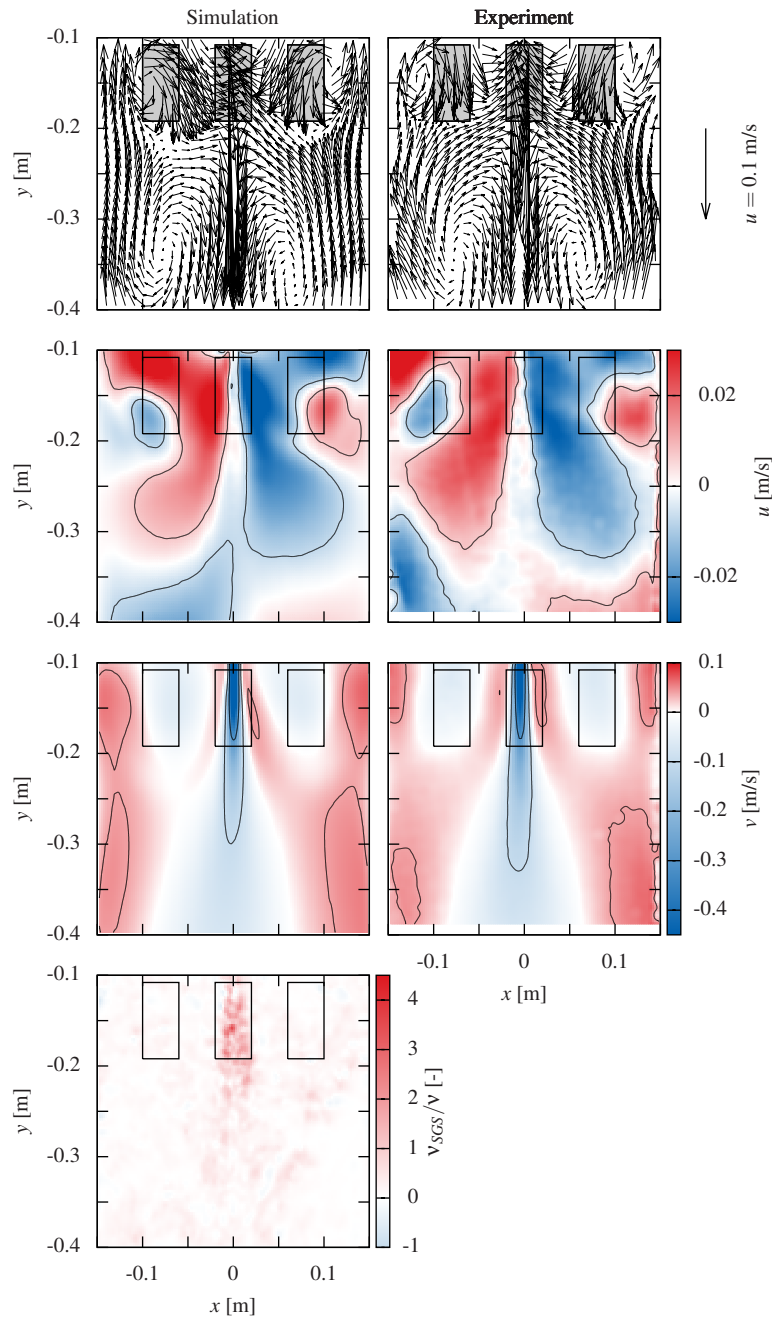 Simulation Experiment
-0.1
-0.2
-0.3
-0.4
y [m]
u = 0.1 m/s
-0.1
-0.2
-0.3
-0.4
y [m]
0.02
0
-0.02
u [m/s]
-0.1
-0.2
-0.3
-0.4
y [m]
0.1
0
-0.1
-0.2
-0.3
-0.4
v [m/s]
-0.1 0 0.1
x [m]
-0.1
-0.2
-0.3
-0.4
y [m]
4
3
2
1
0
-1
νSGS/ν [-]
-0.1 0 0.1
x [m]